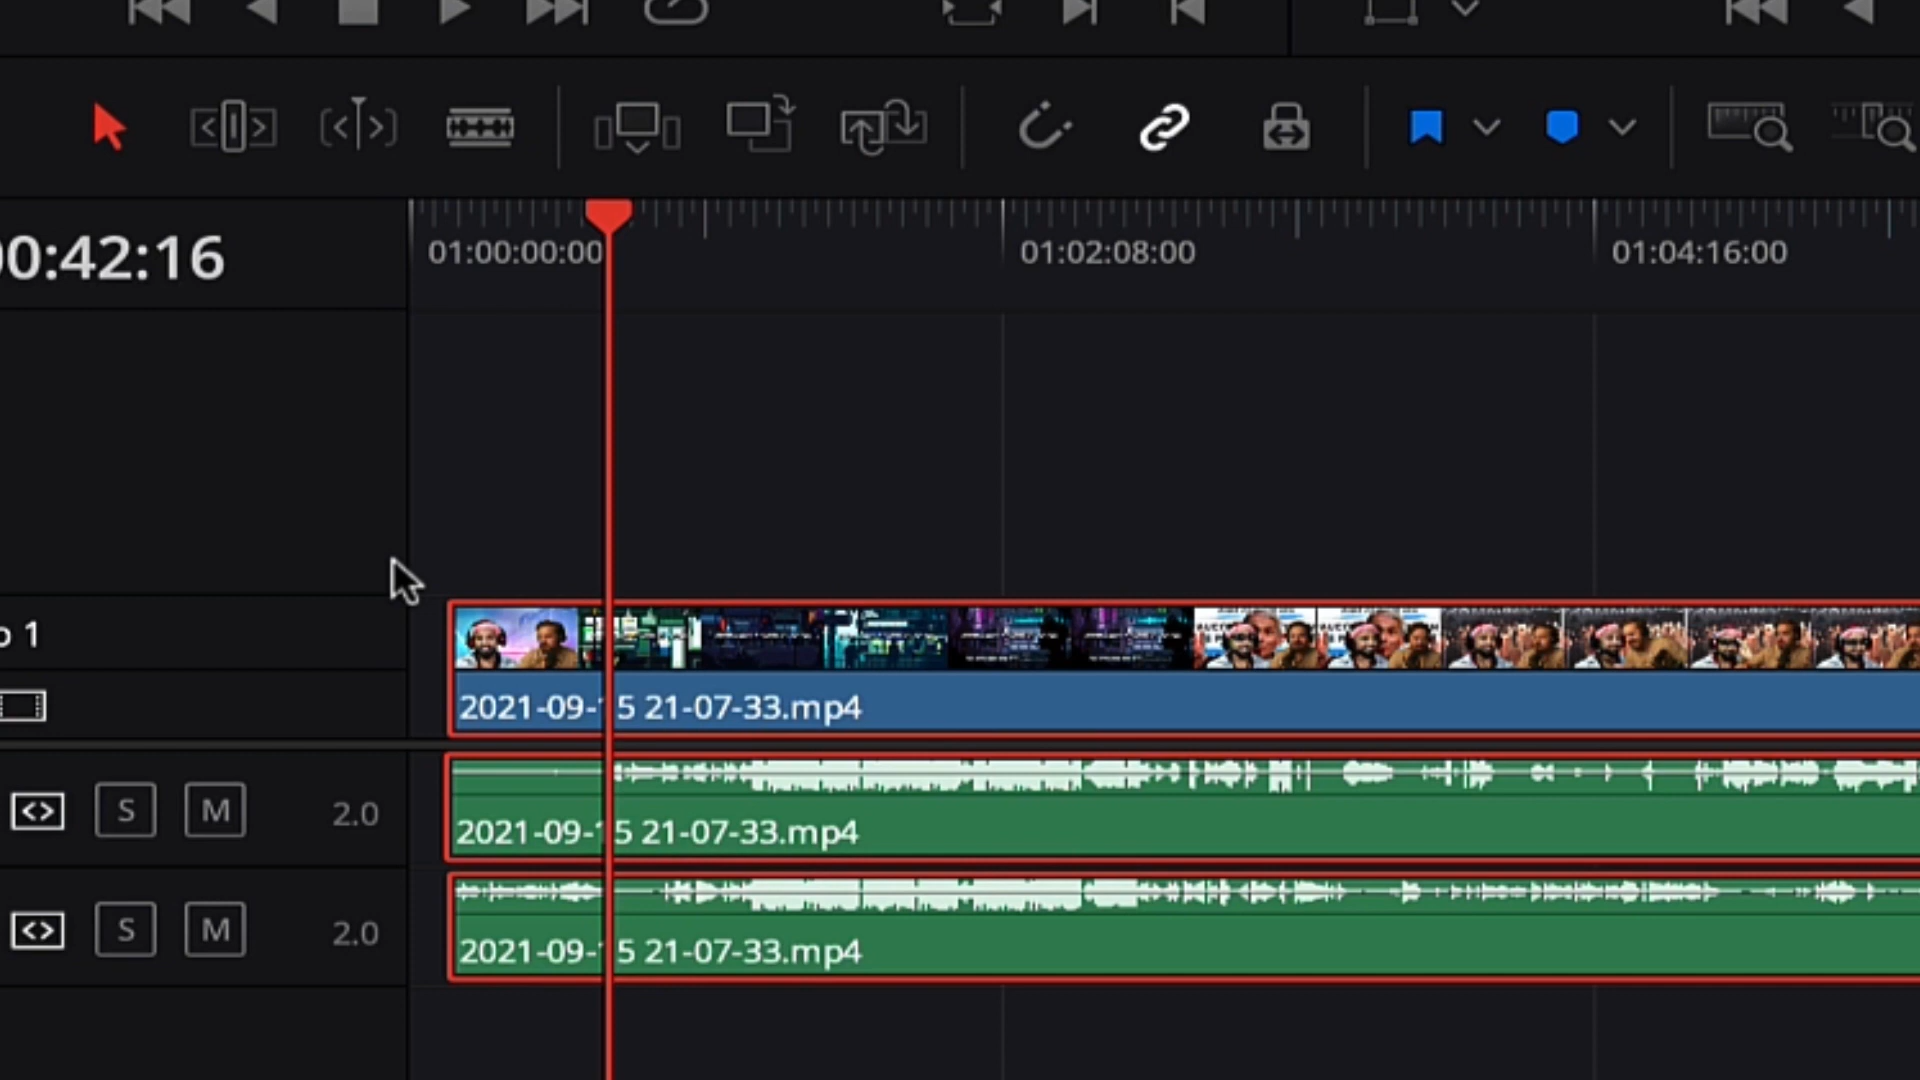 00:42:16
01:00:00:00
01:02:08:00
01:04:16:00
o 1
2021-09-15 21-07-33.mp4
S M 2.0
2021-09-15 21-07-33.mp4
S M 2.0
2021-09-15 21-07-33.mp4